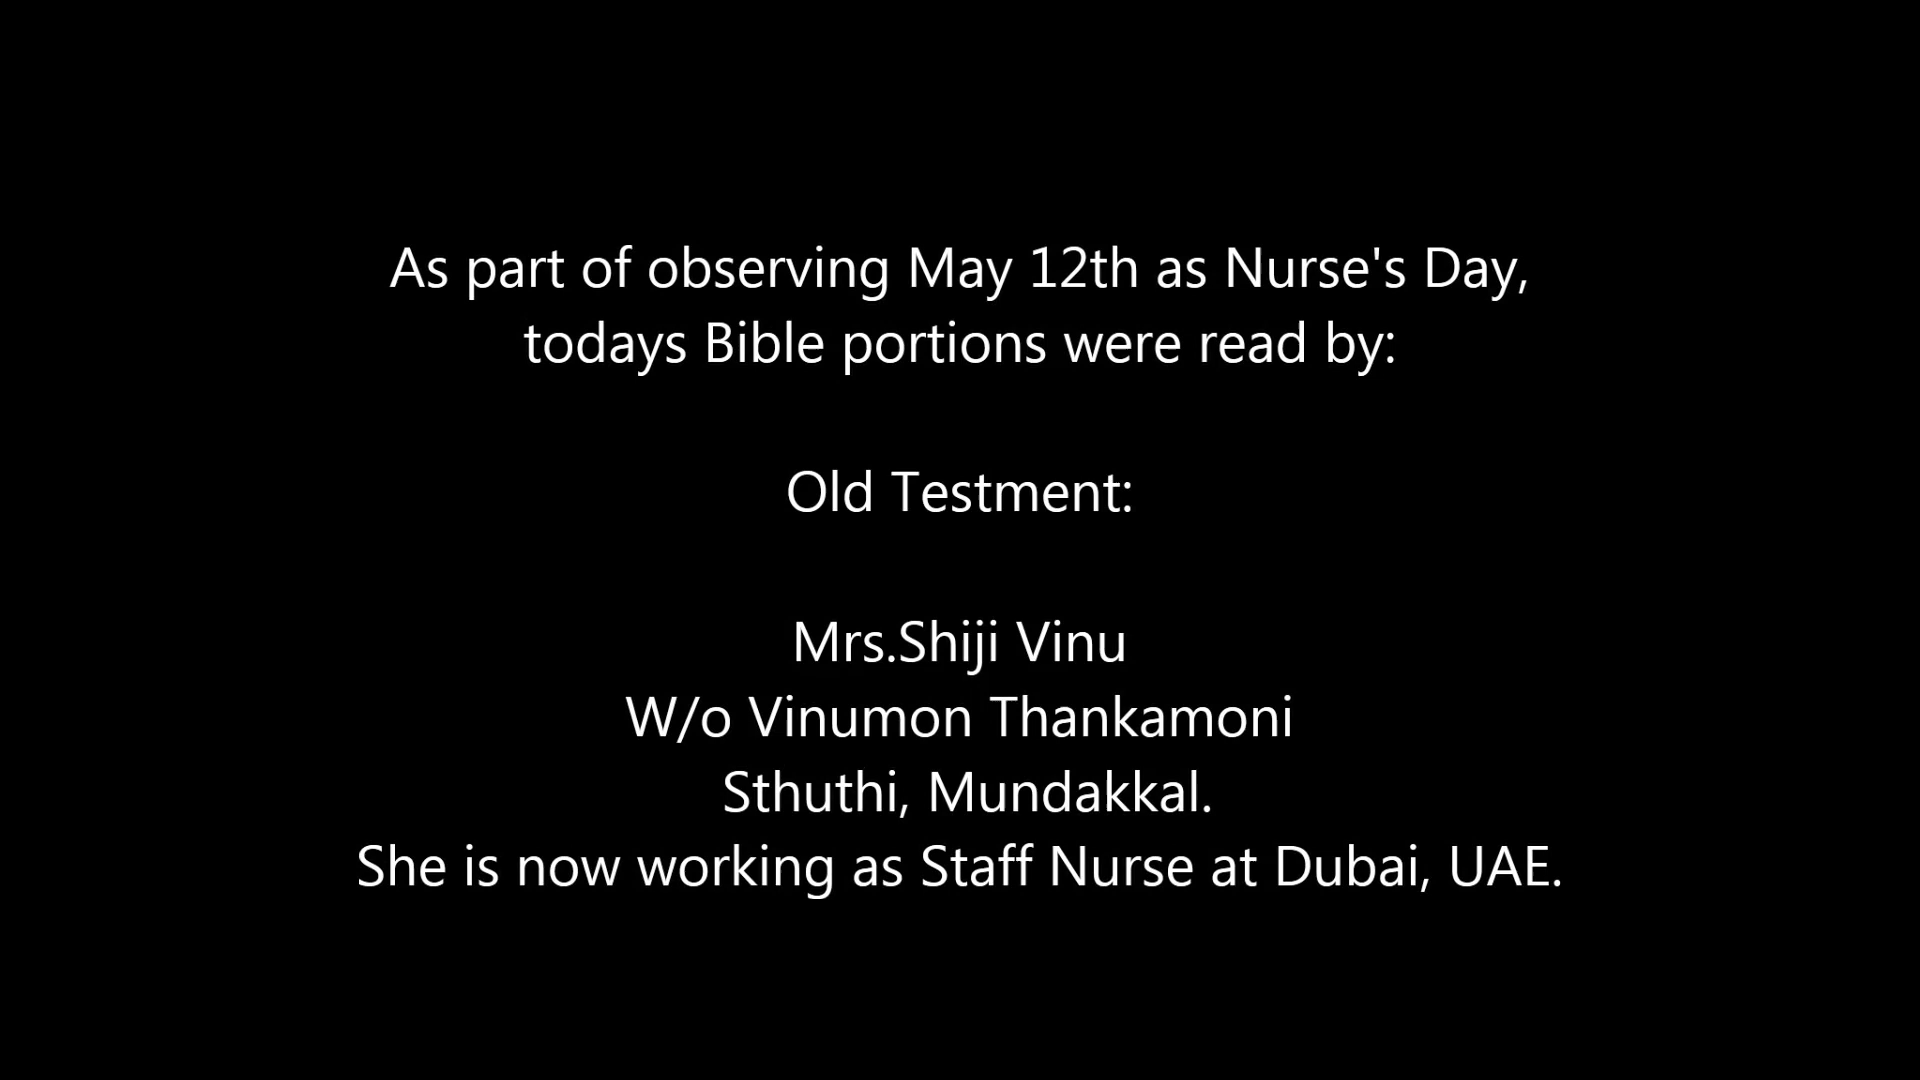 As part of observing May 12th as Nurse's Day,
todays Bible portions were read by:
Old Testment:
Mrs.Shiji Vinu
W/o Vinumon Thankamoni
Sthuthi, Mundakkal.
She is now working as Staff Nurse at Dubai, UAE.